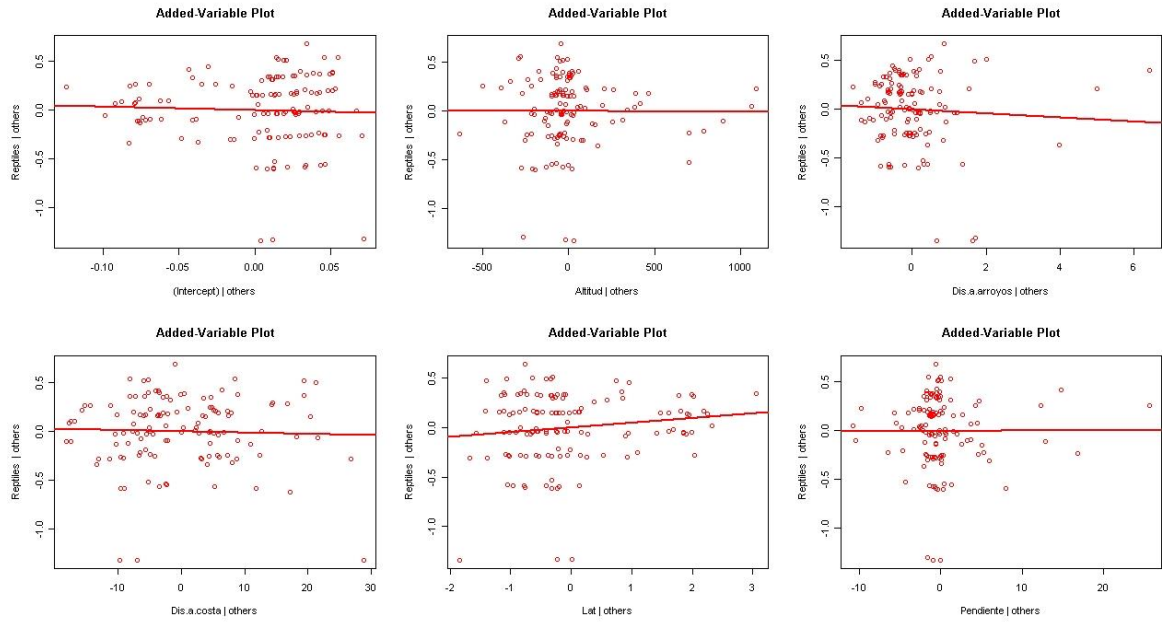 Added-Variable Plot
Reptiles | others
0.5
0.0
-0.5
-1.0
-0.10 -0.05 0.00 0.05
(Intercept) | others
Added-Variable Plot
Reptiles | others
0.5
0.0
-0.5
-1.0
-500 0 500 1000
Altitud | others
Added-Variable Plot
Reptiles | others
0.5
0.0
-0.5
-1.0
0 2 4 6
Dis.a.arroyos | others
Added-Variable Plot
Reptiles | others
0.5
0.0
-0.5
-1.0
-10 0 10 20 30
Dis.a.costa | others
Added-Variable Plot
Reptiles | others
0.5
0.0
-0.5
-1.0
-2 -1 0 1 2 3
Lat | others
Added-Variable Plot
Reptiles | others
0.5
0.0
-0.5
-1.0
-10 0 10 20
Pendiente | others